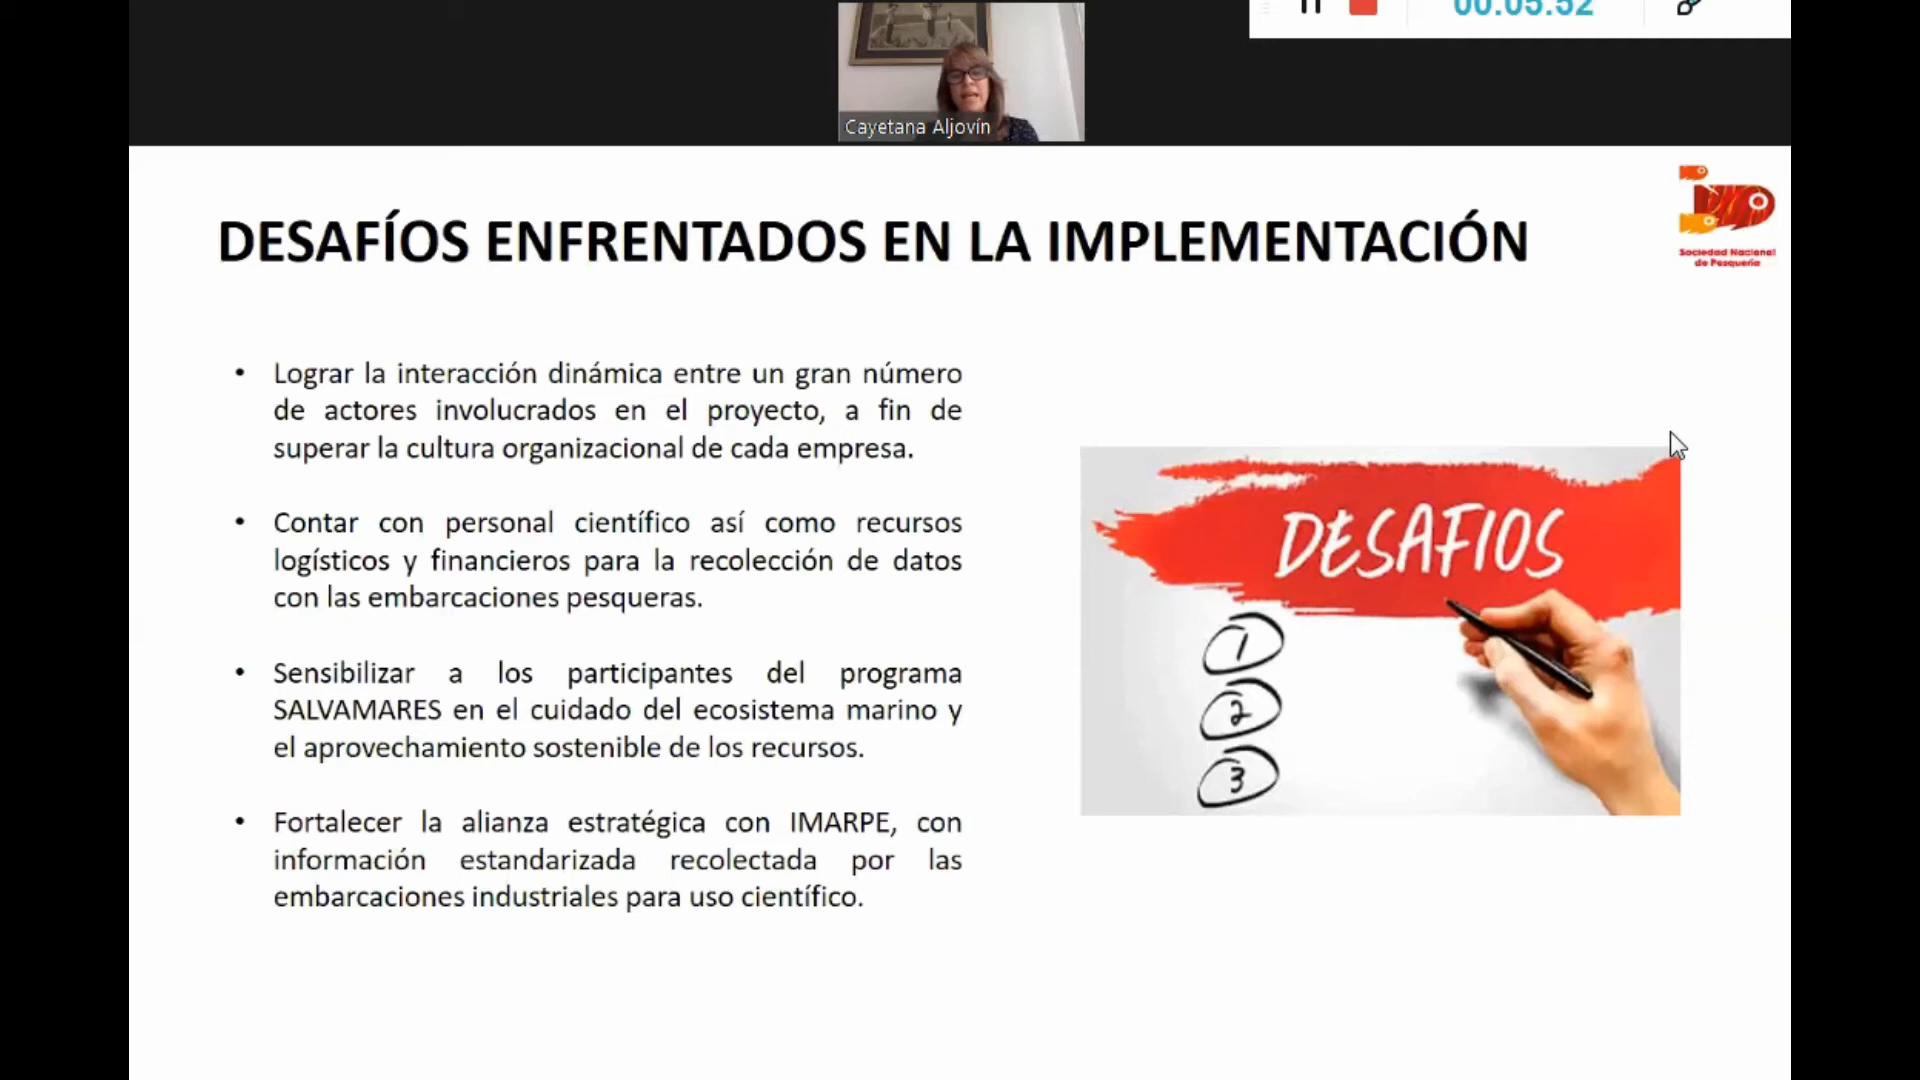 00:05:52
Cayetana Aljovín
DESAFÍOS ENFRENTADOS EN LA IMPLEMENTACIÓN
Sociedad Nacional
de Pesquería
• Lograr la interacción dinámica entre un gran número
de actores involucrados en el proyecto, a fin de
superar la cultura organizacional de cada empresa.
• Contar con personal científico así como recursos
logísticos y financieros para la recolección de datos
con las embarcaciones pesqueras.
• Sensibilizar a los participantes del programa
SALVAMARES en el cuidado del ecosistema marino y
el aprovechamiento sostenible de los recursos.
• Fortalecer la alianza estratégica con IMARPE, con
información estandarizada recolectada por las
embarcaciones industriales para uso científico.
DESAFIOS
1
2
3